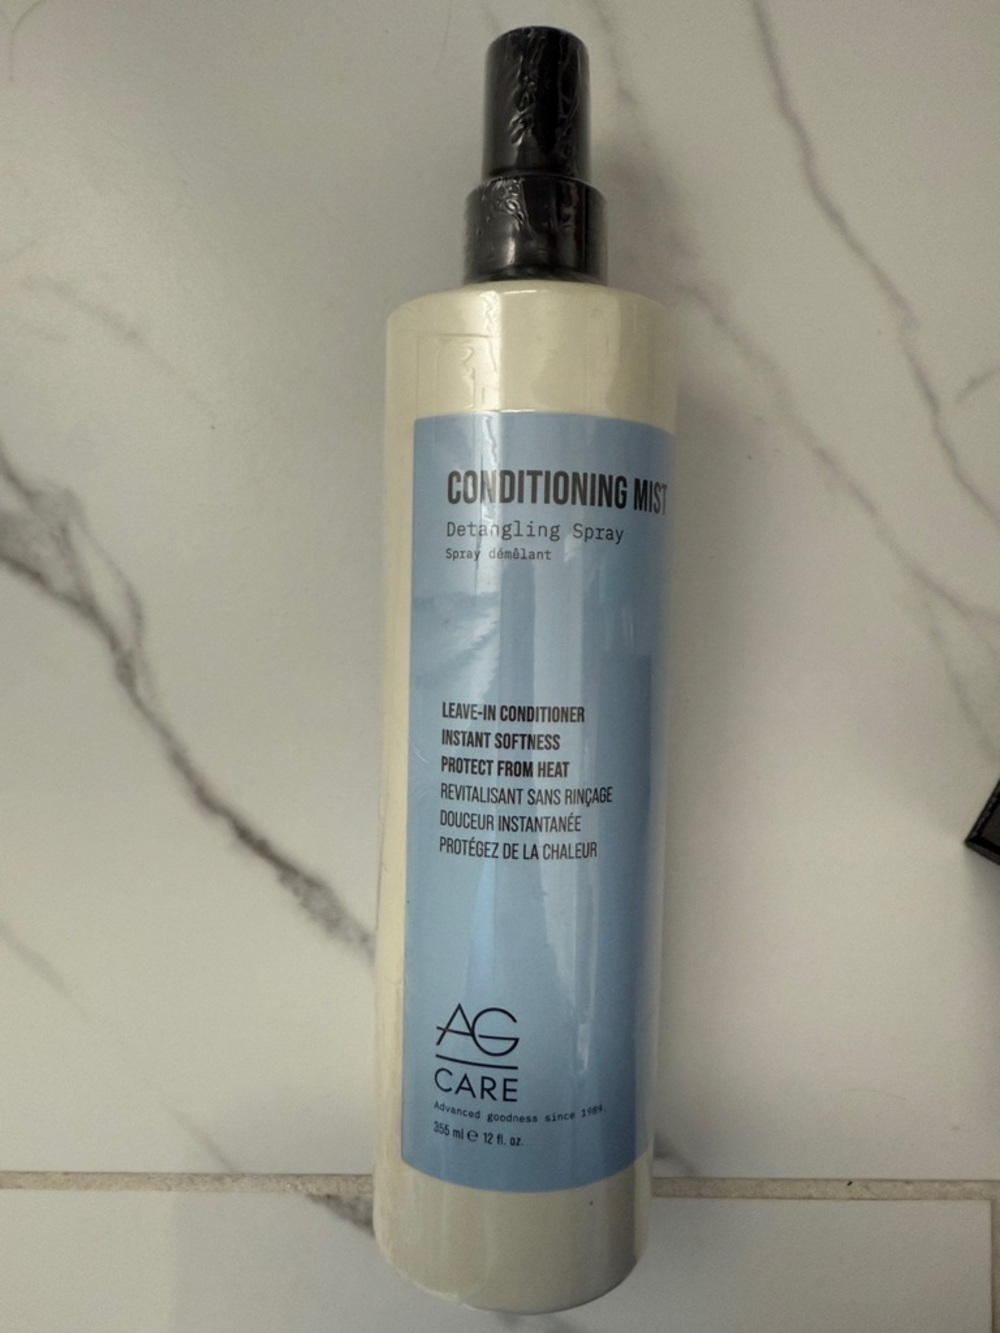 CONDITIONING MIST
Detangling Spray
Spray démêlant
LEAVE-IN CONDITIONER
INSTANT SOFTNESS
PROTECT FROM HEAT
REVITALISANT SANS RINÇAGE
DOUCEUR INSTANTANÉE
PROTÉGEZ DE LA CHALEUR
AG
CARE
Advanced goodness since 1989.
355 ml ℮ 12 fl. oz.